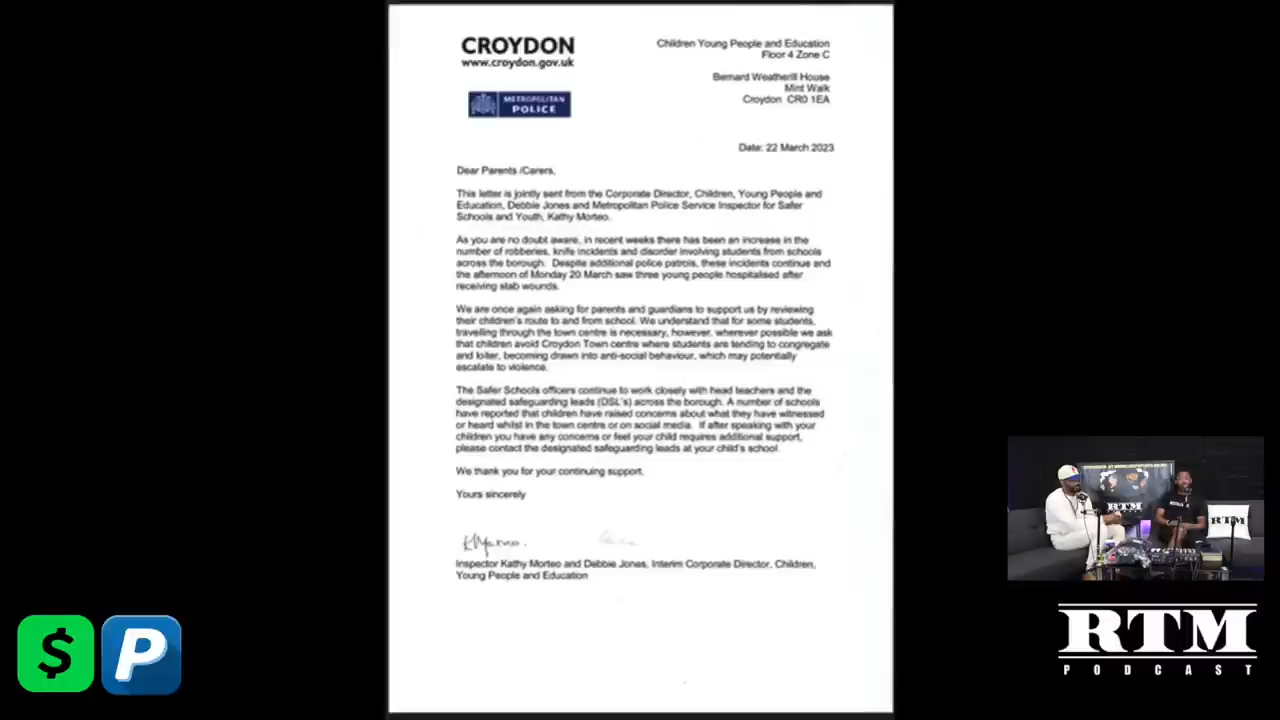 CROYDON
www.croydon.gov.uk
METROPOLITAN
POLICE
Children Young People and Education
Floor 4 Zone C
Bernard Weatherill House
Mint Walk
Croydon CR0 1EA
Date: 22 March 2023
Dear Parents /Carers,
This letter is jointly sent from the Corporate Director, Children, Young People and
Education, Debbie Jones and Metropolitan Police Service Inspector for Safer
Schools and Youth, Kathy Morteo.
As you are no doubt aware, in recent weeks there has been an increase in the
number of robberies, knife incidents and disorder involving students from schools
across the borough. Despite additional police patrols, these incidents continue and
the afternoon of Monday 20 March saw three young people hospitalised after
receiving stab wounds.
We are once again asking for parents and guardians to support us by reviewing
their children's route to and from school. We understand that for some students,
travelling through the town centre is necessary, however, wherever possible we ask
that children avoid Croydon Town centre where students are tending to congregate
and loiter, becoming drawn into anti-social behaviour, which may potentially
escalate to violence.
The Safer Schools officers continue to work closely with head teachers and the
designated safeguarding leads (DSL's) across the borough. A number of schools
have reported that children have raised concerns about what they have witnessed
or heard whilst in the town centre or on social media. If after speaking with your
children you have any concerns or feel your child requires additional support,
please contact the designated safeguarding leads at your child's school.
We thank you for your continuing support.
Yours sincerely
KMorteo.
Inspector Kathy Morteo and Debbie Jones, Interim Corporate Director, Children,
Young People and Education
RTM
RTM
RTM
PODCAST
$
P